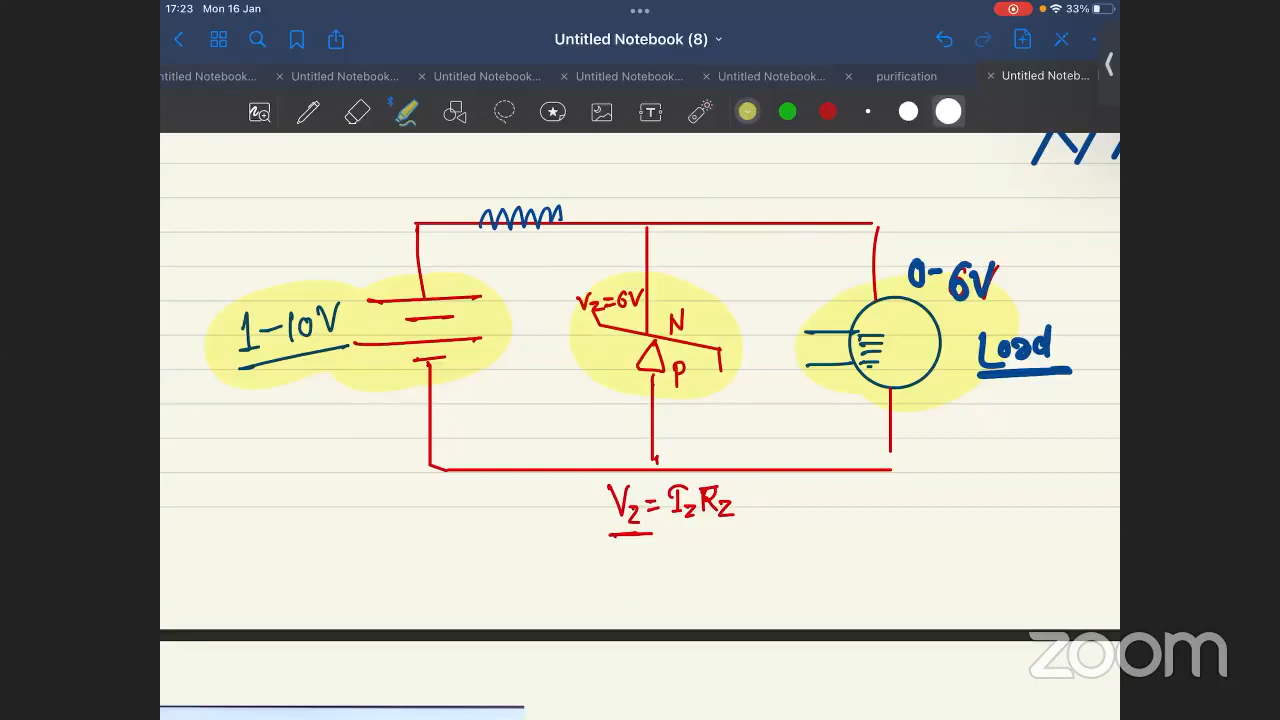 17:23 Mon 16 Jan
33%
Untitled Notebook (8)
ntitled Notebook...
Untitled Notebook...
Untitled Notebook...
Untitled Notebook...
Untitled Notebook...
purification
Untitled Noteb...
0-6V
Vz=6V
1-10V
N
Load
P
Vz = IzRz
zoom